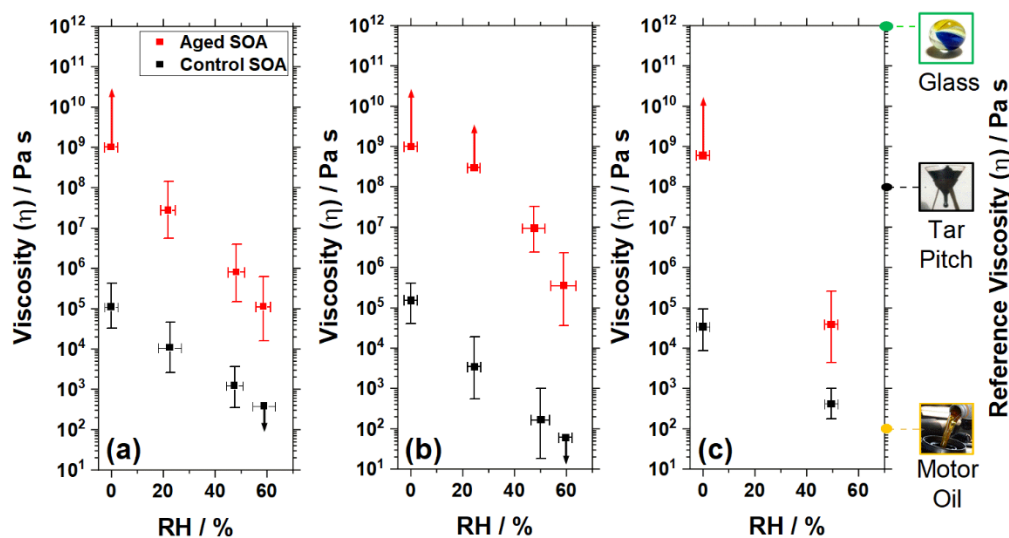 Viscosity (η) / Pa s
10¹²
10¹¹
10¹⁰
10⁹
10⁸
10⁷
10⁶
10⁵
10⁴
10³
10²
10¹
Aged SOA
Control SOA
(a)
0 20 40 60
RH / %
Viscosity (η) / Pa s
10¹²
10¹¹
10¹⁰
10⁹
10⁸
10⁷
10⁶
10⁵
10⁴
10³
10²
10¹
(b)
0 20 40 60
RH / %
Viscosity (η) / Pa s
10¹²
10¹¹
10¹⁰
10⁹
10⁸
10⁷
10⁶
10⁵
10⁴
10³
10²
10¹
(c)
0 20 40 60
RH / %
Glass
Tar
Pitch
Motor
Oil
Reference Viscosity (η) / Pa s